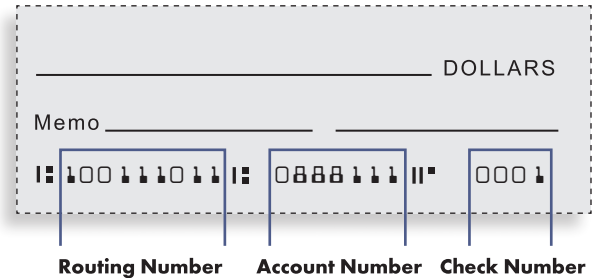 DOLLARS
Memo
⑆100111011⑆ 0888111⑈ 0001
Routing Number Account Number Check Number